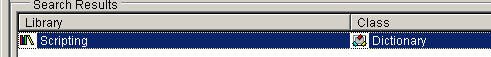 Search Results
Library Class
Scripting Dictionary